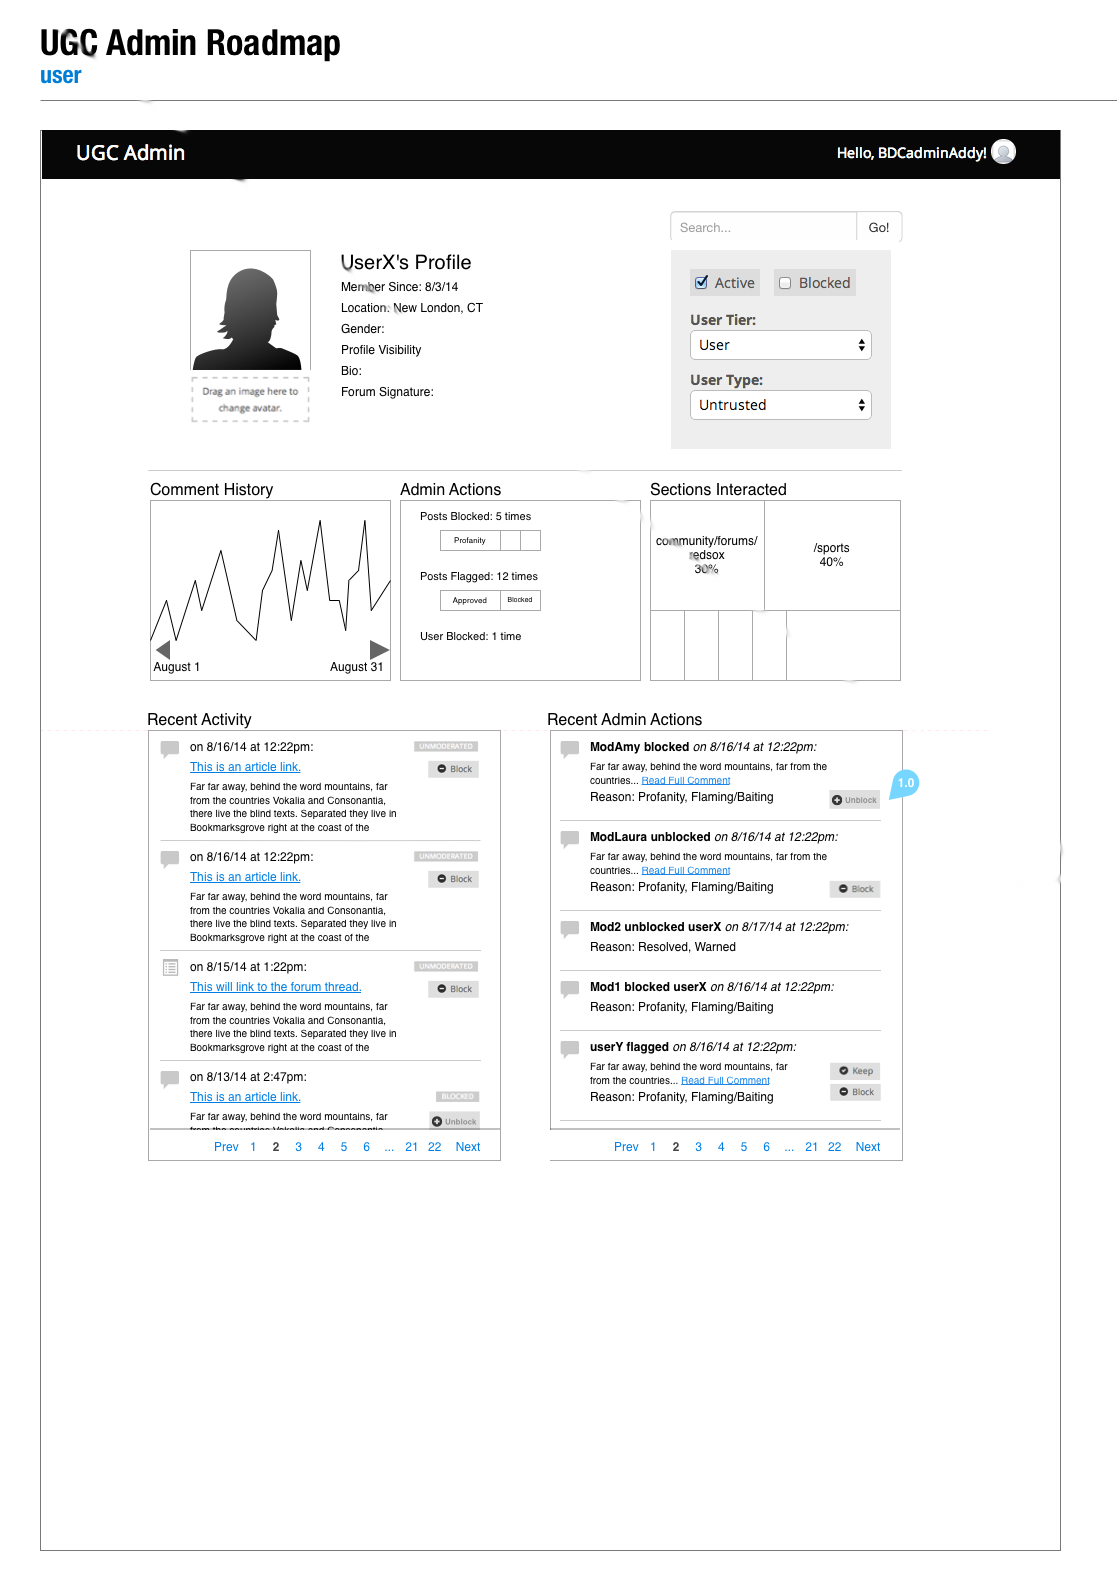 UGC Admin Roadmap
user
UGC Admin
Hello, BDCadminAddy!
Search...
Go!
UserX's Profile
Member Since: 8/3/14
Location: New London, CT
Gender:
Profile Visibility
Bio:
Forum Signature:
Drag an image here to
change avatar.
Active
Blocked
User Tier:
User
User Type:
Untrusted
Comment History
August 1
August 31
Admin Actions
Posts Blocked: 5 times
Profanity
Posts Flagged: 12 times
Approved
Blocked
User Blocked: 1 time
Sections Interacted
community/forums/
redsox
30%
/sports
40%
Recent Activity
on 8/16/14 at 12:22pm:
UNMODERATED
This is an article link.
Block
Far far away, behind the word mountains, far
from the countries Vokalia and Consonantia,
there live the blind texts. Separated they live in
Bookmarksgrove right at the coast of the
on 8/16/14 at 12:22pm:
UNMODERATED
This is an article link.
Block
Far far away, behind the word mountains, far
from the countries Vokalia and Consonantia,
there live the blind texts. Separated they live in
Bookmarksgrove right at the coast of the
on 8/15/14 at 1:22pm:
UNMODERATED
This will link to the forum thread.
Block
Far far away, behind the word mountains, far
from the countries Vokalia and Consonantia,
there live the blind texts. Separated they live in
Bookmarksgrove right at the coast of the
on 8/13/14 at 2:47pm:
This is an article link.
BLOCKED
Far far away, behind the word mountains, far
Unblock
Prev 1 2 3 4 5 6 ... 21 22 Next
Recent Admin Actions
ModAmy blocked on 8/16/14 at 12:22pm:
Far far away, behind the word mountains, far from the
countries... Read Full Comment
Reason: Profanity, Flaming/Baiting
Unblock
1.0
ModLaura unblocked on 8/16/14 at 12:22pm:
Far far away, behind the word mountains, far from the
countries... Read Full Comment
Reason: Profanity, Flaming/Baiting
Block
Mod2 unblocked userX on 8/17/14 at 12:22pm:
Reason: Resolved, Warned
Mod1 blocked userX on 8/16/14 at 12:22pm:
Reason: Profanity, Flaming/Baiting
userY flagged on 8/16/14 at 12:22pm:
Far far away, behind the word mountains, far
from the countries... Read Full Comment
Reason: Profanity, Flaming/Baiting
Keep
Block
Prev 1 2 3 4 5 6 ... 21 22 Next